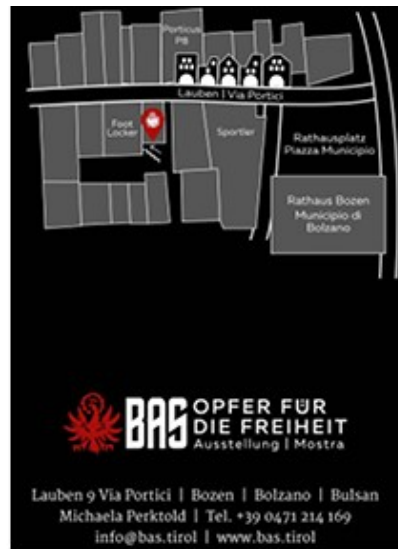 Porticus
P8
Lauben | Via Portici
Foot
Locker
Sportler
Rathausplatz
Piazza Municipio
Rathaus Bozen
Municipio di
Bolzano
BAS OPFER FÜR
DIE FREIHEIT
Ausstellung | Mostra
Lauben 9 Via Portici | Bozen | Bolzano | Bulsan
Michaela Perktold | Tel. +39 0471 214 169
info@bas.tirol | www.bas.tirol